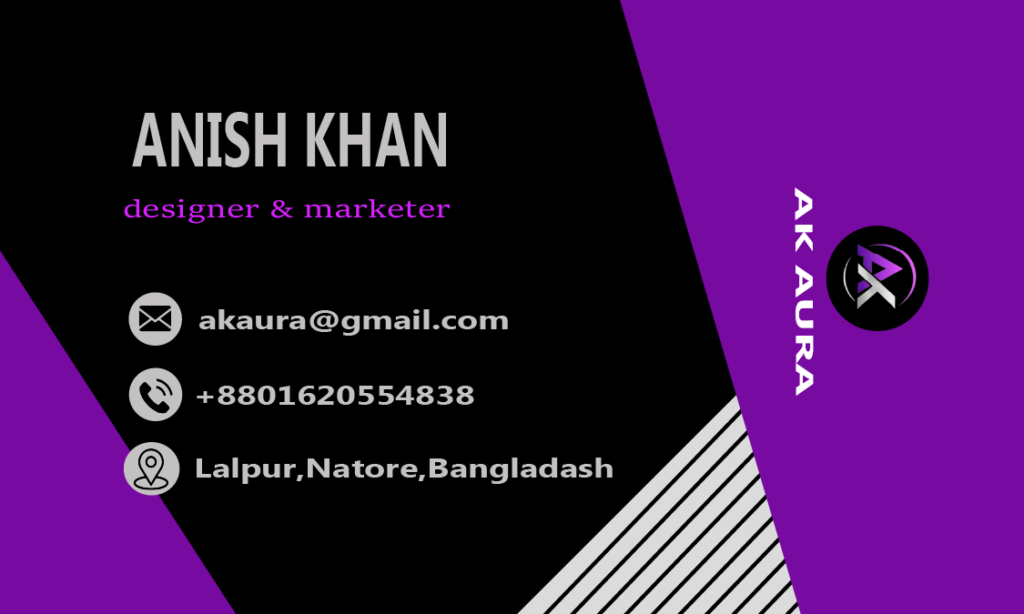 ANISH KHAN
designer & marketer
akaura@gmail.com
+8801620554838
Lalpur,Natore,Bangladash
AK AURA
AK